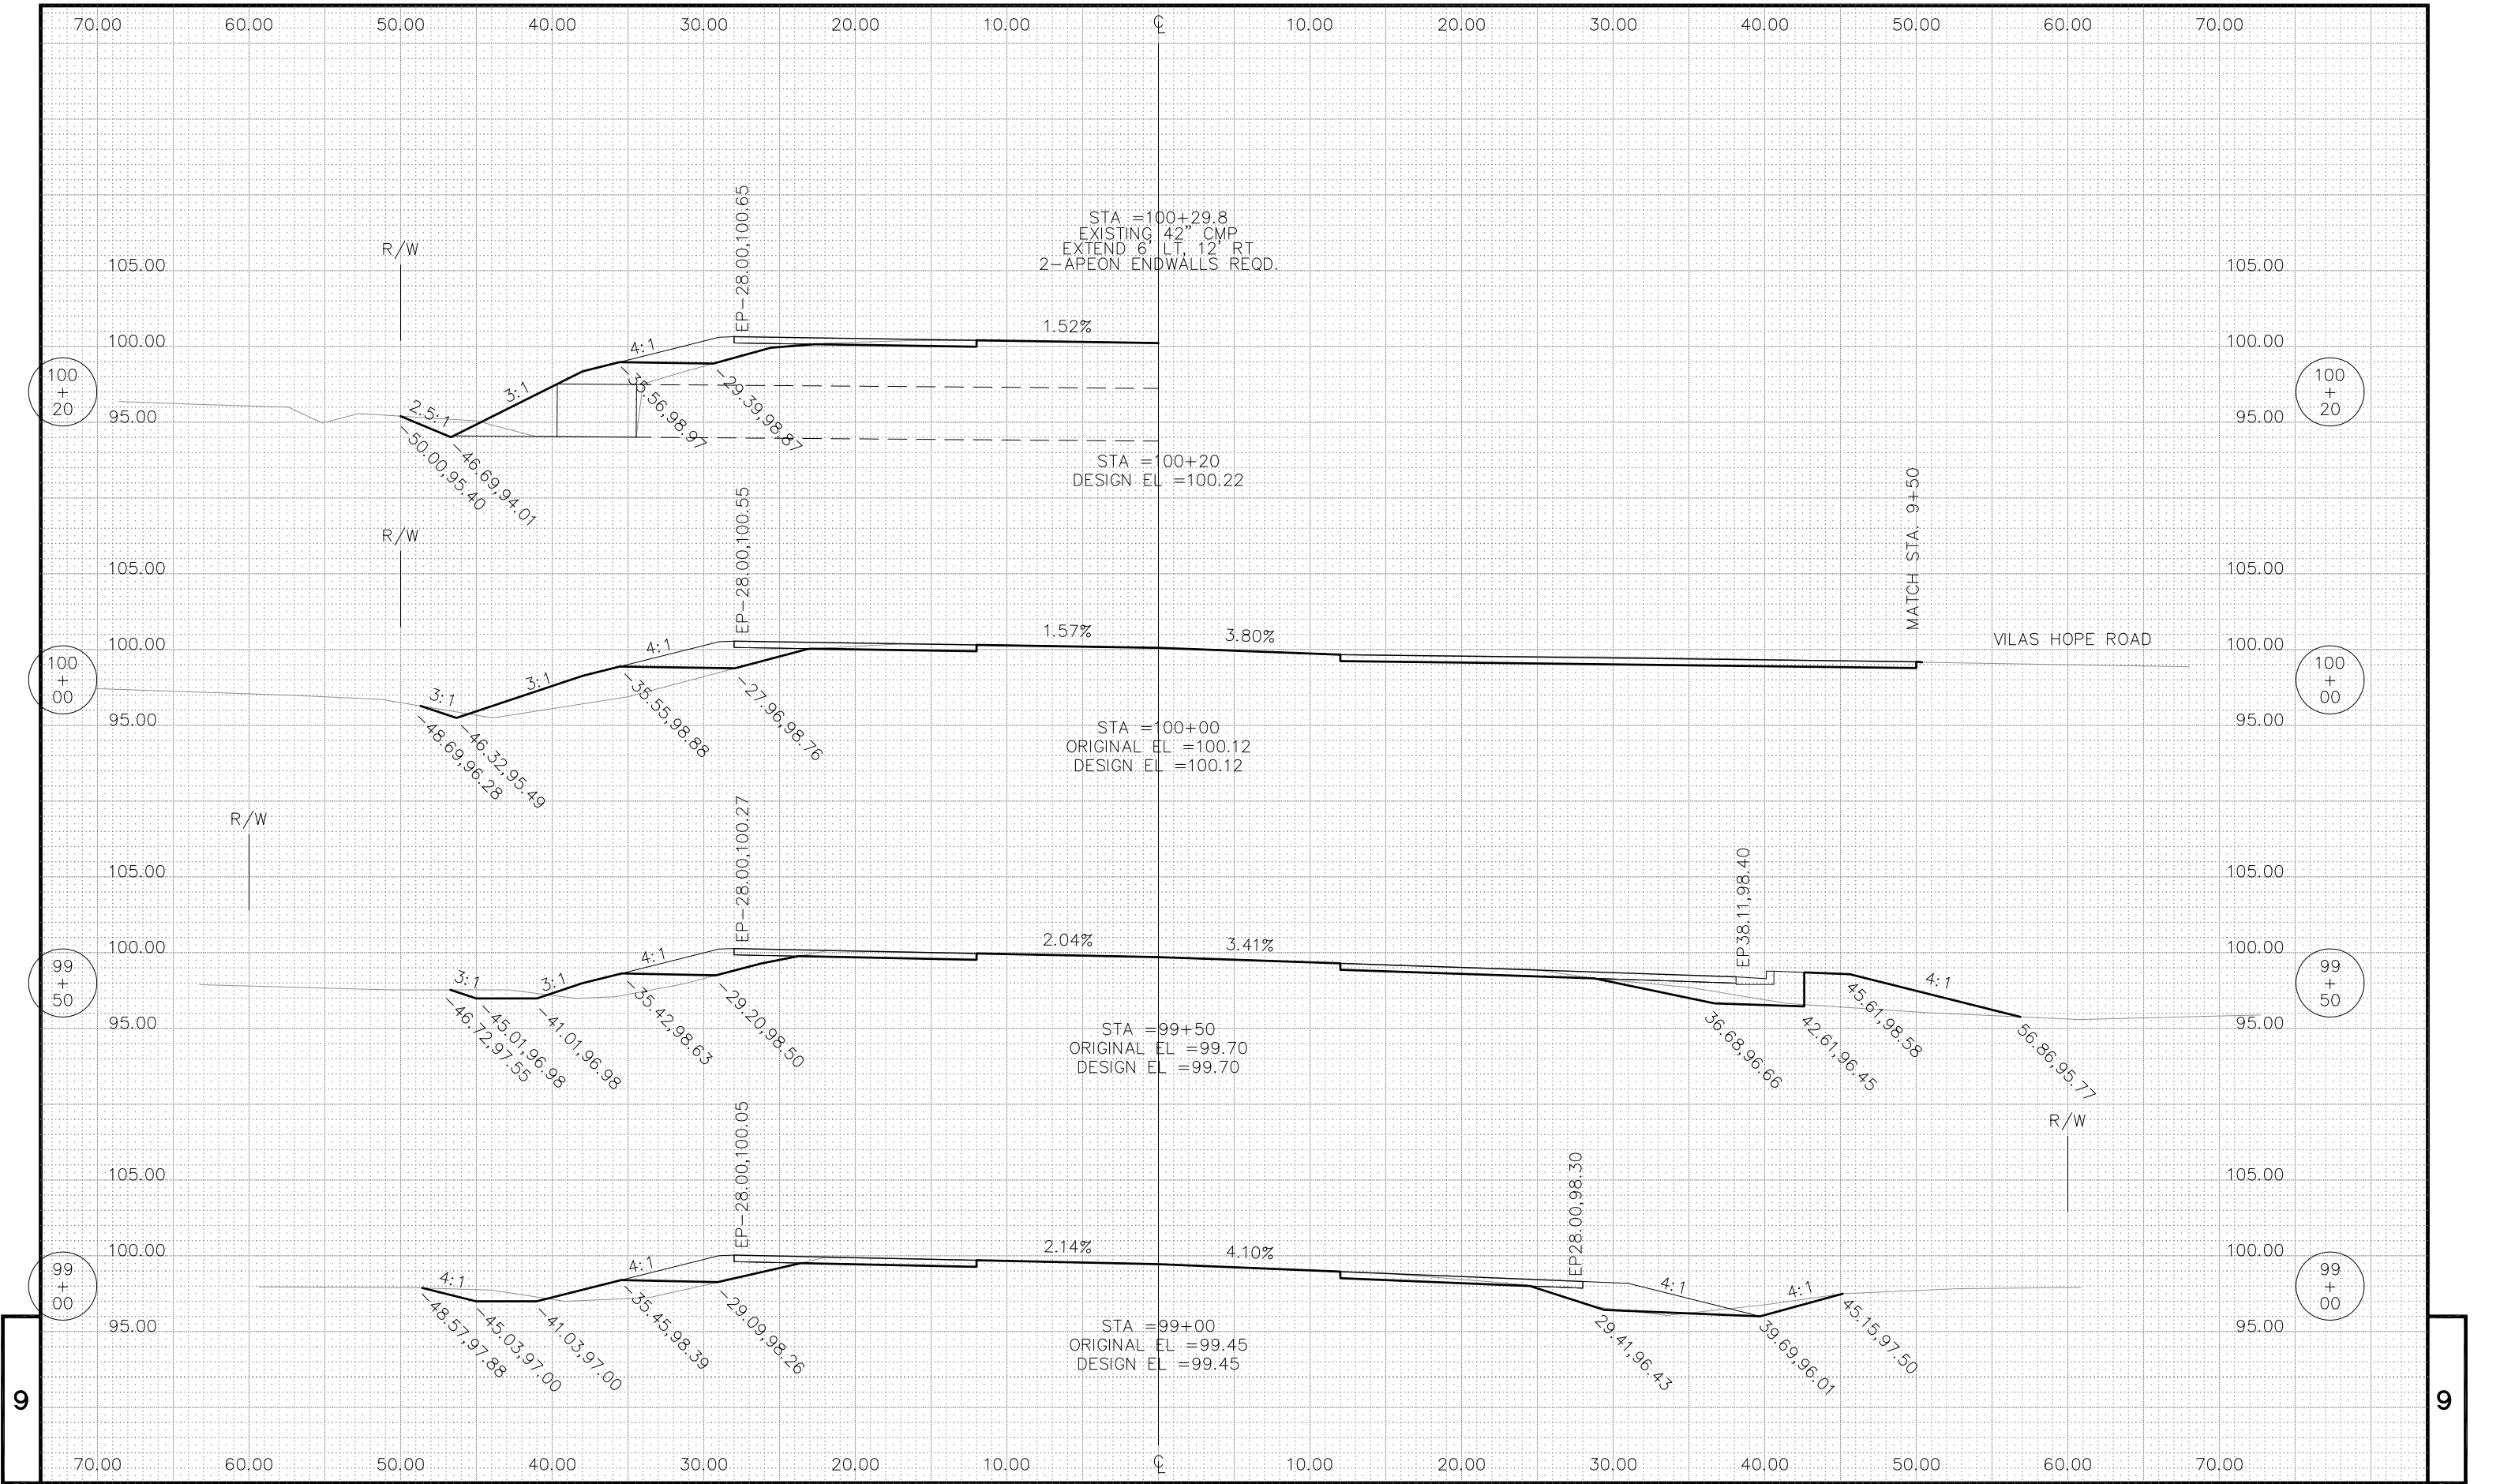 70.00 60.00 50.00 40.00 30.00 20.00 10.00 ℄ 10.00 20.00 30.00 40.00 50.00 60.00 70.00
STA =100+29.8
EXISTING 42" CMP
EXTEND 6' LT, 12' RT
2-APEON ENDWALLS REQD.
R/W
EP-28.00,100.65
105.00 105.00
1.52%
100.00 100.00
4:1
3:1
2.5:1
100
+
20
100
+
20
95.00 95.00
-50.00,95.40
-46.69,94.01
-35.56,98.97
-29.39,98.87
STA =100+20
DESIGN EL =100.22
R/W
EP-28.00,100.55
MATCH STA. 9+50
105.00 105.00
1.57% 3.80%
VILAS HOPE ROAD
100.00 100.00
4:1
3:1
3:1
100
+
00
100
+
00
95.00 95.00
-48.69,96.28
-46.32,95.49
-35.55,98.88
-27.96,98.76
STA =100+00
ORIGINAL EL =100.12
DESIGN EL =100.12
R/W
EP-28.00,100.27
EP38.11,98.40
105.00 105.00
2.04% 3.41%
100.00 100.00
4:1
3:1
3:1
4:1
99
+
50
99
+
50
95.00 95.00
-46.72,97.55
-45.01,96.98
-41.01,96.98
-35.42,98.63
-29.20,98.50
36.68,96.66
42.61,96.45
45.61,98.58
56.86,95.77
STA =99+50
ORIGINAL EL =99.70
DESIGN EL =99.70
R/W
EP-28.00,100.05
EP28.00,98.30
105.00 105.00
2.14% 4.10%
100.00 100.00
4:1
4:1
4:1
4:1
99
+
00
99
+
00
95.00 95.00
-48.57,97.88
-45.03,97.00
-41.03,97.00
-35.45,98.39
-29.09,98.26
29.41,96.43
39.69,96.01
45.15,97.50
STA =99+00
ORIGINAL EL =99.45
DESIGN EL =99.45
9 9
70.00 60.00 50.00 40.00 30.00 20.00 10.00 ℄ 10.00 20.00 30.00 40.00 50.00 60.00 70.00